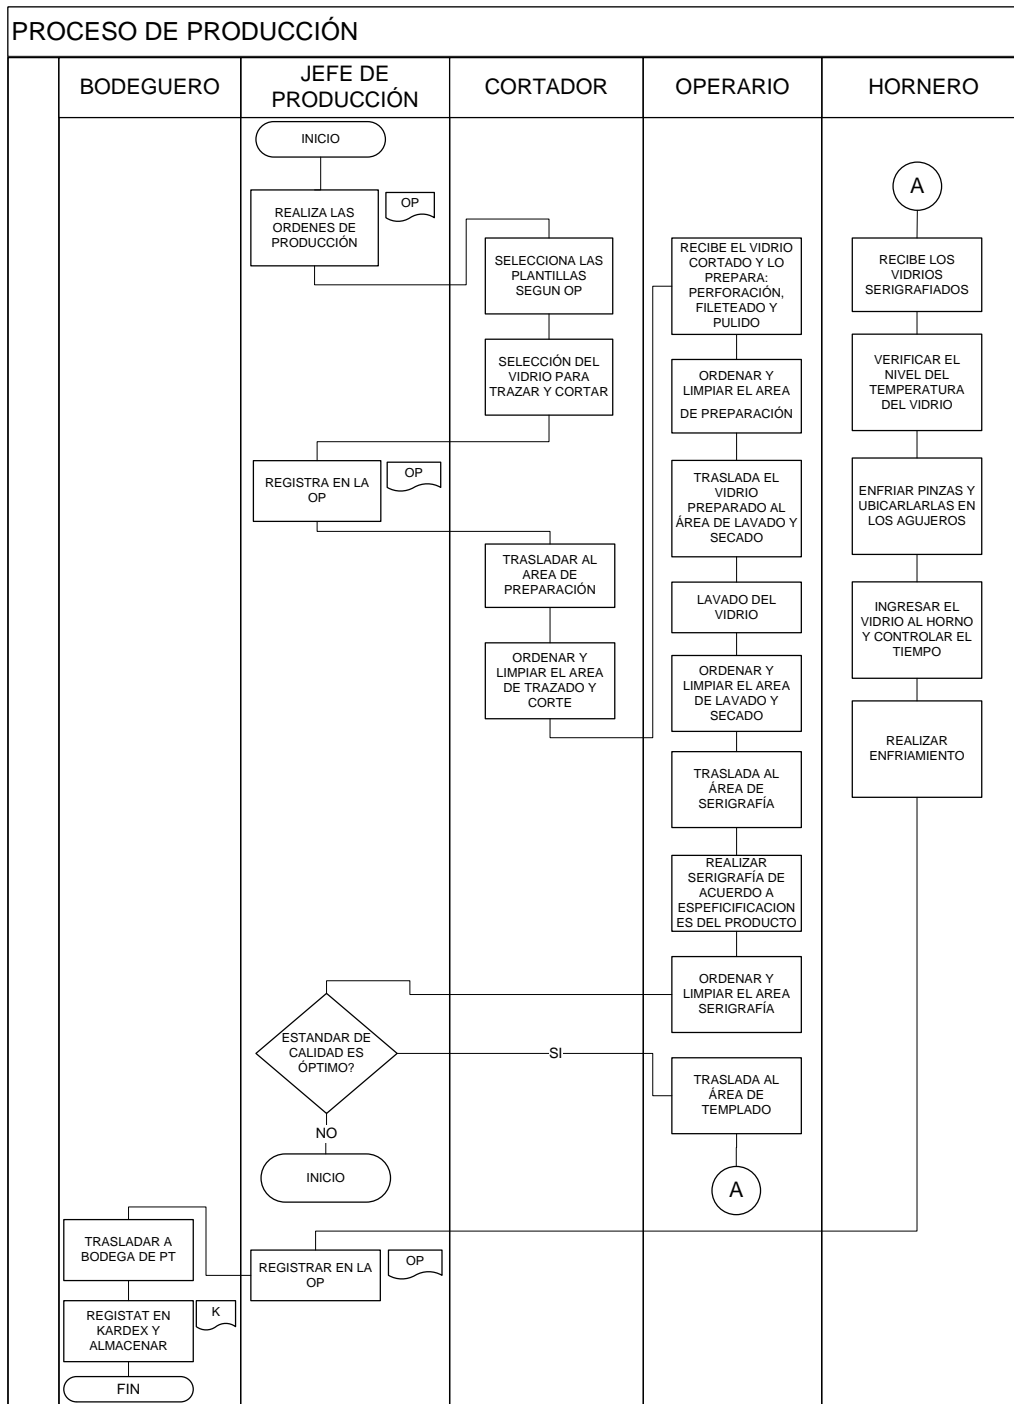 PROCESO DE PRODUCCIÓN
BODEGUERO
JEFE DE
PRODUCCIÓN
CORTADOR
OPERARIO
HORNERO
INICIO
REALIZA LAS
ORDENES DE
PRODUCCIÓN
OP
SELECCIONA LAS
PLANTILLAS
SEGUN OP
SELECCIÓN DEL
VIDRIO PARA
TRAZAR Y CORTAR
REGISTRA EN LA
OP
OP
TRASLADAR AL
AREA DE
PREPARACIÓN
ORDENAR Y
LIMPIAR EL AREA
DE TRAZADO Y
CORTE
RECIBE EL VIDRIO
CORTADO Y LO
PREPARA:
PERFORACIÓN,
FILETEADO Y
PULIDO
ORDENAR Y
LIMPIAR EL AREA
DE PREPARACIÓN
TRASLADA EL
VIDRIO
PREPARADO AL
ÁREA DE LAVADO Y
SECADO
LAVADO DEL
VIDRIO
ORDENAR Y
LIMPIAR EL AREA
DE LAVADO Y
SECADO
TRASLADA AL
ÁREA DE
SERIGRAFÍA
REALIZAR
SERIGRAFÍA DE
ACUERDO A
ESPEFICIFICACION
ES DEL PRODUCTO
ORDENAR Y
LIMPIAR EL AREA
SERIGRAFÍA
ESTANDAR DE
CALIDAD ES
ÓPTIMO?
SI
NO
INICIO
TRASLADA AL
ÁREA DE
TEMPLADO
A
A
RECIBE LOS
VIDRIOS
SERIGRAFIADOS
VERIFICAR EL
NIVEL DEL
TEMPERATURA
DEL VIDRIO
ENFRIAR PINZAS Y
UBICARLARLAS EN
LOS AGUJEROS
INGRESAR EL
VIDRIO AL HORNO
Y CONTROLAR EL
TIEMPO
REALIZAR
ENFRIAMIENTO
REGISTRAR EN LA
OP
OP
TRASLADAR A
BODEGA DE PT
REGISTAT EN
KARDEX Y
ALMACENAR
K
FIN